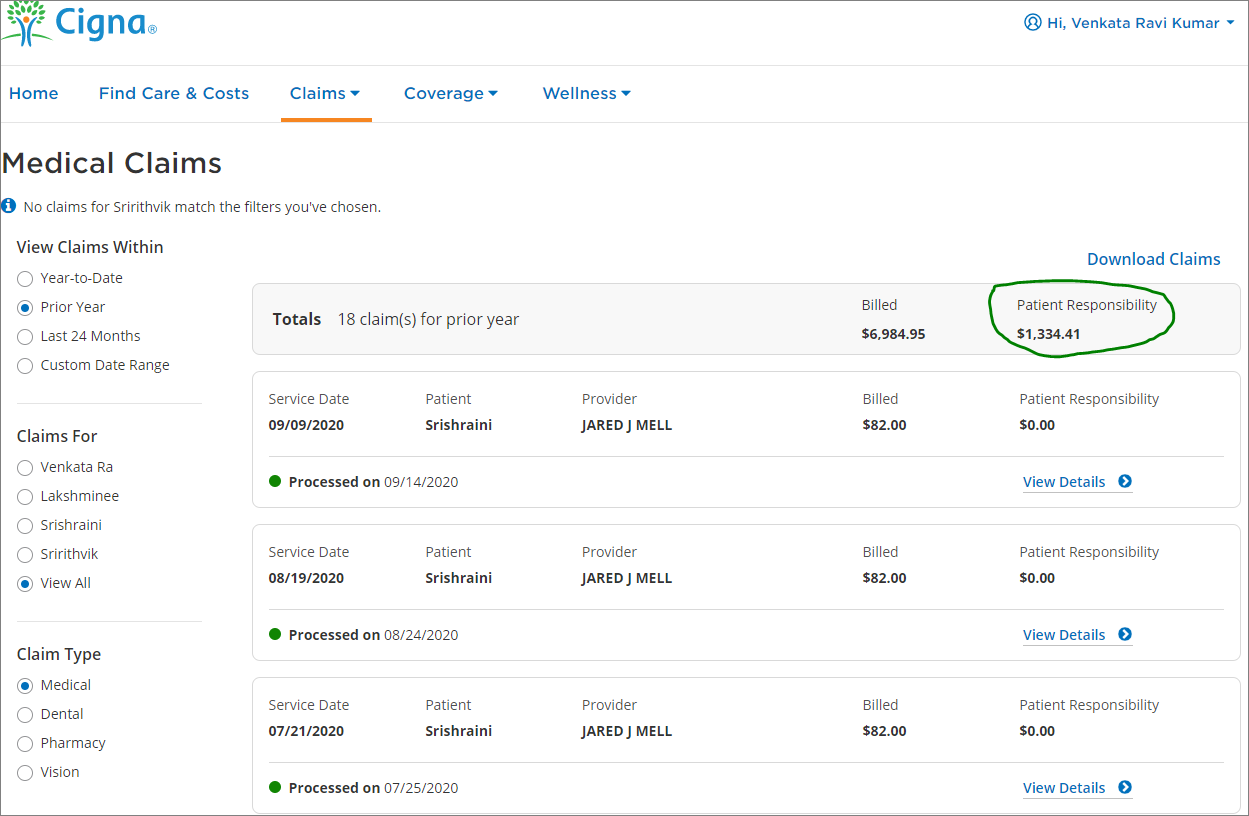 Cigna®
Hi, Venkata Ravi Kumar
Home Find Care & Costs Claims Coverage Wellness
Medical Claims
No claims for Sririthvik match the filters you've chosen.
View Claims Within
Year-to-Date
Prior Year
Last 24 Months
Custom Date Range
Claims For
Venkata Ra
Lakshminee
Srishraini
Sririthvik
View All
Claim Type
Medical
Dental
Pharmacy
Vision
Download Claims
Totals 18 claim(s) for prior year
Billed Patient Responsibility
$6,984.95 $1,334.41
Service Date Patient Provider Billed Patient Responsibility
09/09/2020 Srishraini JARED J MELL $82.00 $0.00
Processed on 09/14/2020 View Details
Service Date Patient Provider Billed Patient Responsibility
08/19/2020 Srishraini JARED J MELL $82.00 $0.00
Processed on 08/24/2020 View Details
Service Date Patient Provider Billed Patient Responsibility
07/21/2020 Srishraini JARED J MELL $82.00 $0.00
Processed on 07/25/2020 View Details